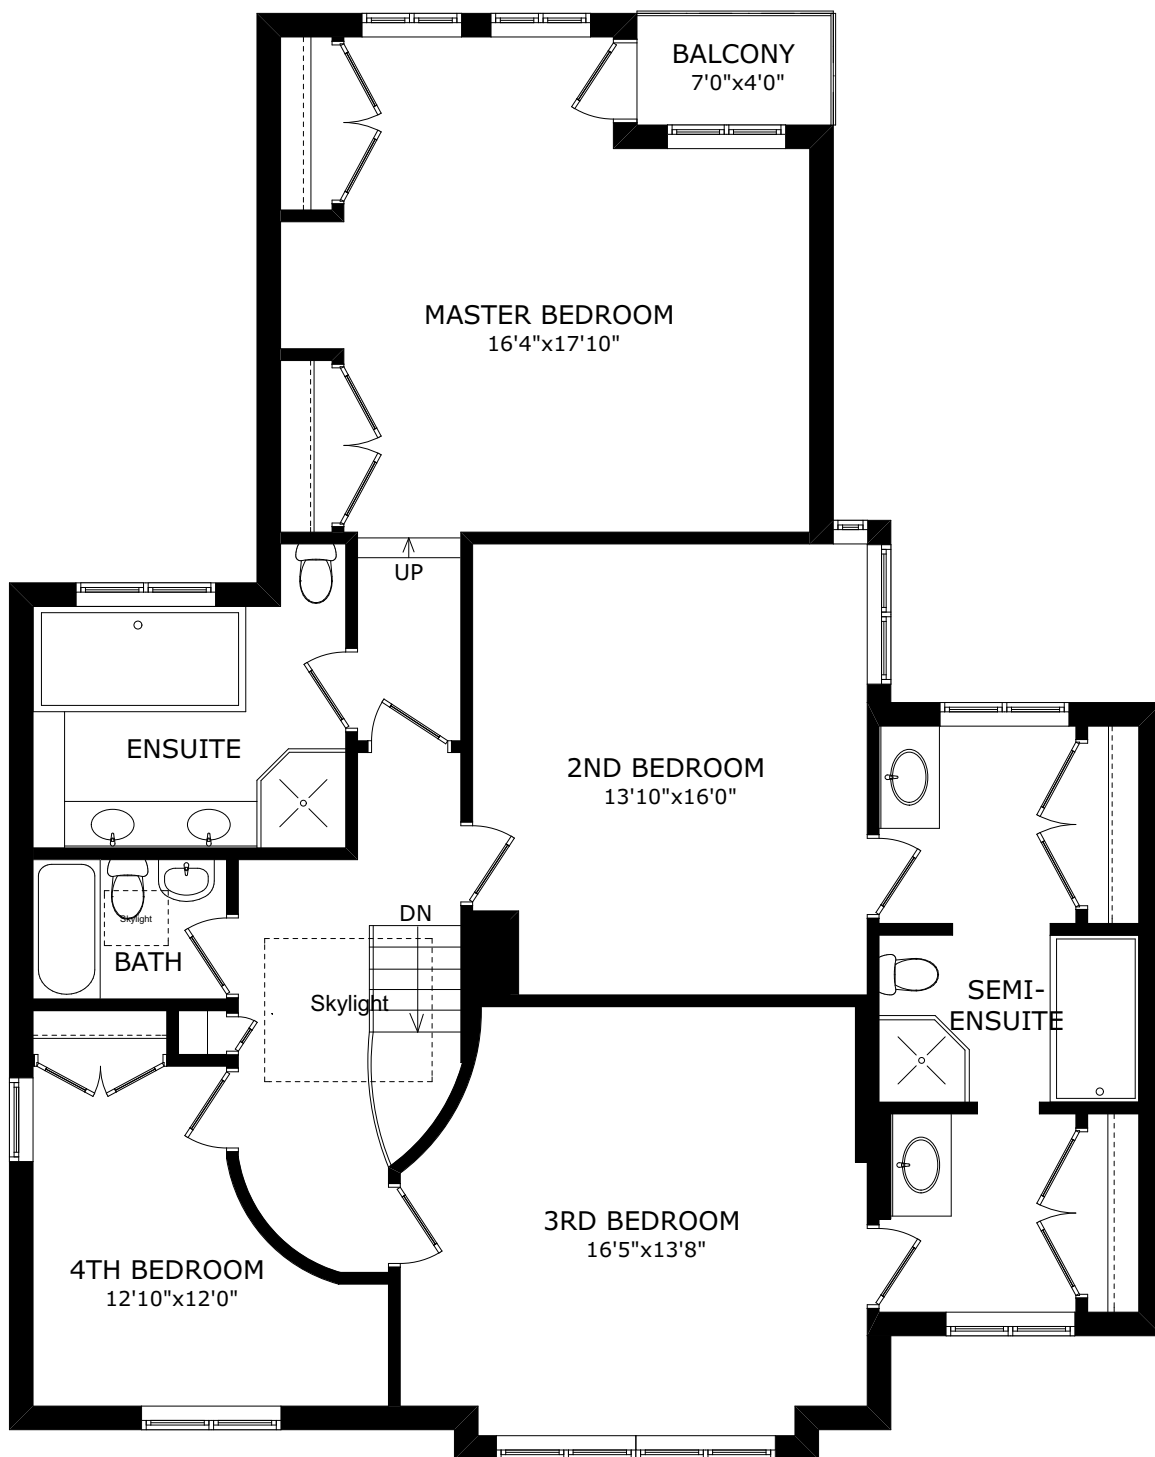 BALCONY
7'0"x4'0"
MASTER BEDROOM
16'4"x17'10"
UP
ENSUITE
2ND BEDROOM
13'10"x16'0"
DN
Skylight
BATH
Skylight
SEMI-
ENSUITE
3RD BEDROOM
16'5"x13'8"
4TH BEDROOM
12'10"x12'0"